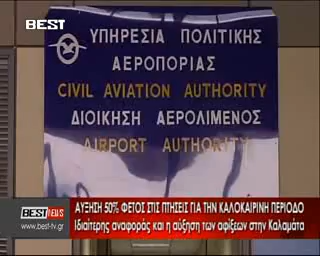 BEST
ΥΠΗΡΕΣΙΑ ΠΟΛΙΤΙΚΗΣ
ΑΕΡΟΠΟΡΙΑΣ
CIVIL AVIATION AUTHORITY
ΔΙΟΙΚΗΣΗ ΑΕΡΟΛΙΜΕΝΟΣ
AIRPORT AUTHORITY
BEST NEWS
www.best-tv.gr
ΑΥΞΗΣΗ 50% ΦΕΤΟΣ ΣΤΙΣ ΠΤΗΣΕΙΣ ΓΙΑ ΤΗΝ ΚΑΛΟΚΑΙΡΙΝΗ ΠΕΡΙΟΔΟ
Ιδιαίτερης αναφοράς και η αύξηση των αφίξεων στην Καλαμάτα